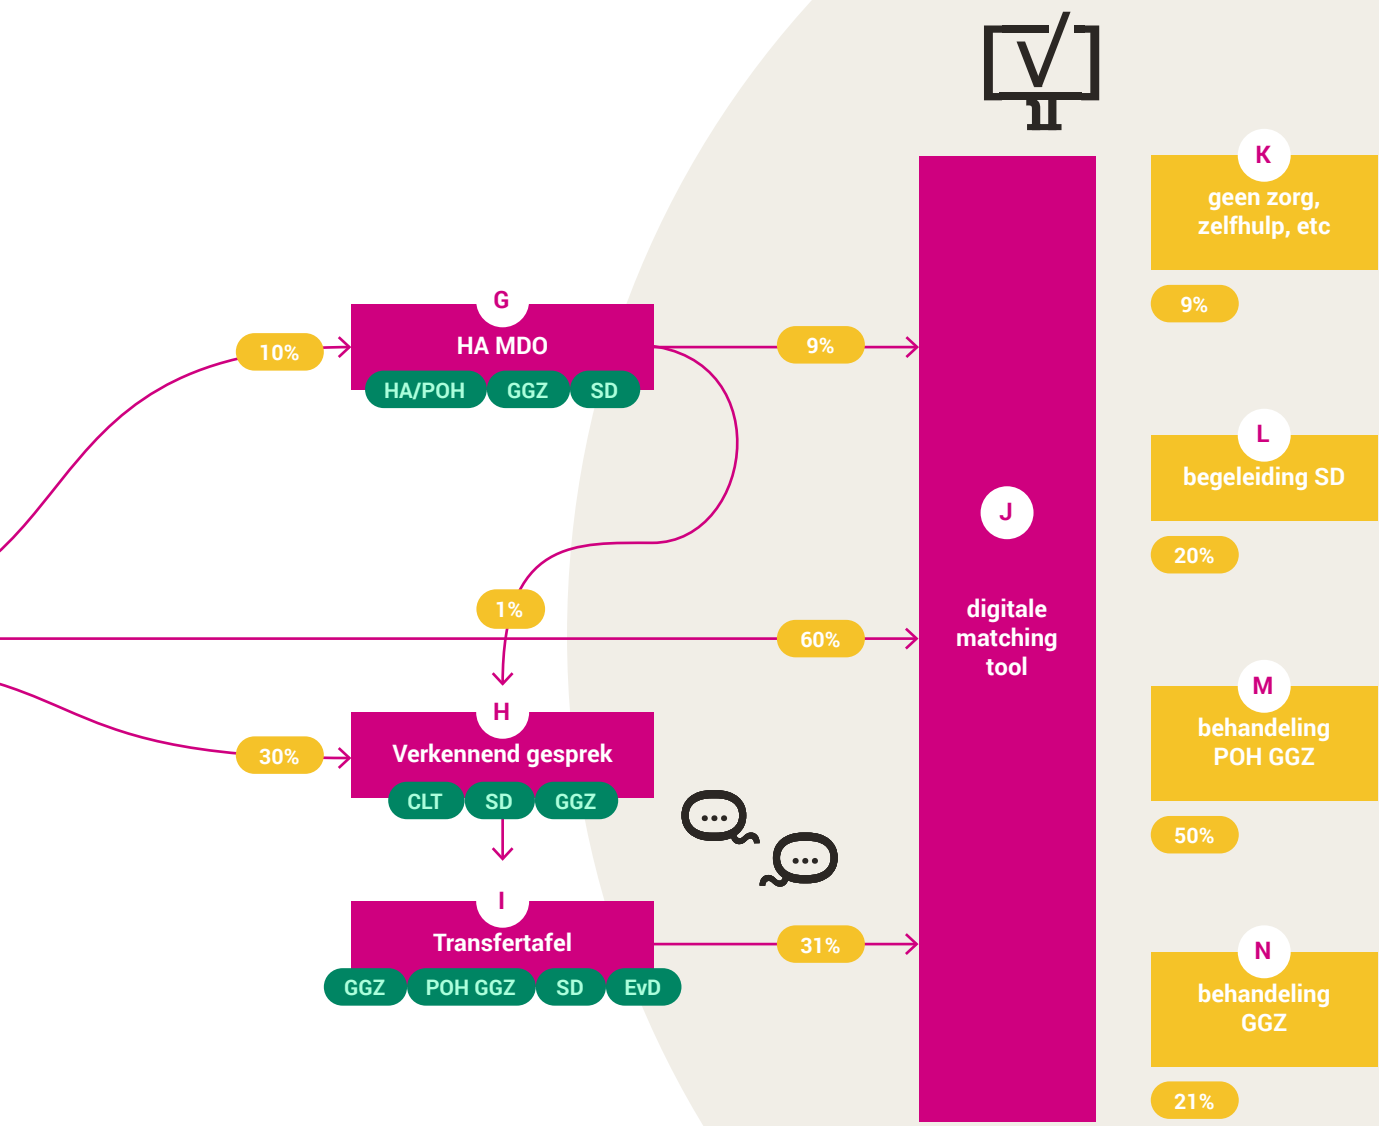 10%
G
HA MDO
HA/POH
GGZ
SD
9%
1%
60%
30%
H
Verkennend gesprek
CLT
SD
GGZ
...
...
I
Transfertafel
GGZ
POH GGZ
SD
EvD
31%
J
digitale
matching
tool
K
geen zorg,
zelfhulp, etc
9%
L
begeleiding SD
20%
M
behandeling
POH GGZ
50%
N
behandeling
GGZ
21%